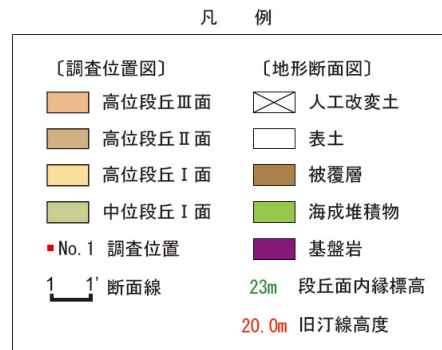 凡 例
〔調査位置図〕
高位段丘Ⅲ面
高位段丘Ⅱ面
高位段丘Ⅰ面
中位段丘Ⅰ面
No.1 調査位置
1 1' 断面線
〔地形断面図〕
人工改変土
表土
被覆層
海成堆積物
基盤岩
23m 段丘面内縁標高
20.0m 旧汀線高度